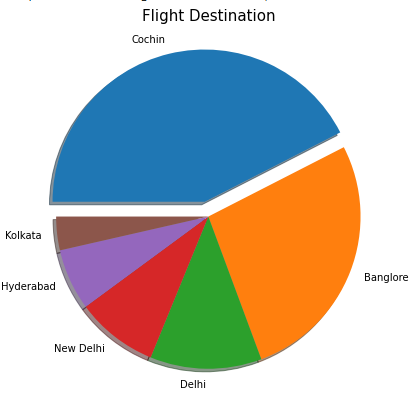 Flight Destination
Cochin
Banglore
Kolkata
Hyderabad
New Delhi
Delhi